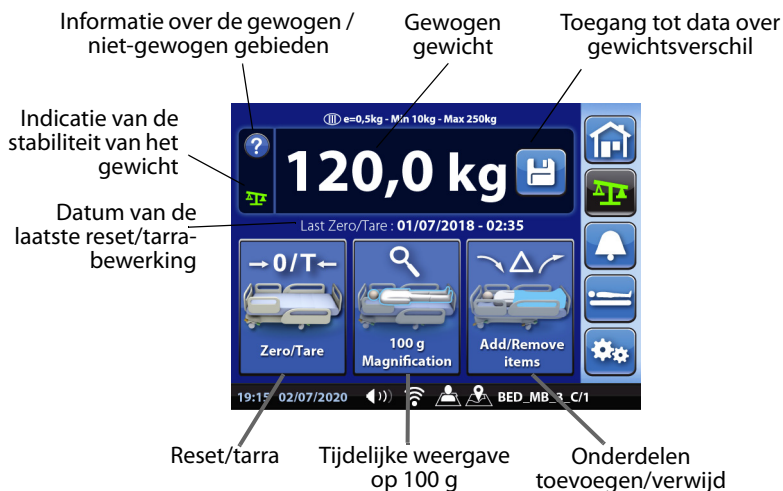 Informatie over de gewogen /
niet-gewogen gebieden
Gewogen
gewicht
Toegang tot data over
gewichtsverschil
Indicatie van de
stabiliteit van het
gewicht
Datum van de
laatste reset/tarra-
bewerking
III e=0,5kg - Min 10kg - Max 250kg
?
120,0 kg
Last Zero/Tare : 01/07/2018 - 02:35
→0/T←
Zero/Tare
100 g
Magnification
Δ
Add/Remove
items
19:15 02/07/2020
BED_MB_3_C/1
Reset/tarra
Tijdelijke weergave
op 100 g
Onderdelen
toevoegen/verwijd